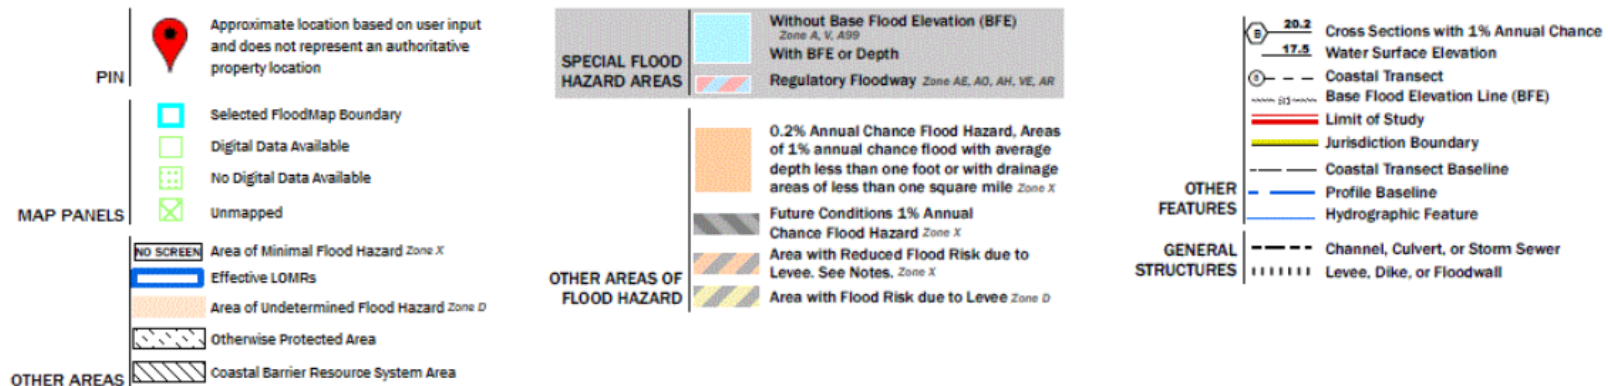 PIN
Approximate location based on user input
and does not represent an authoritative
property location
MAP PANELS
Selected FloodMap Boundary
Digital Data Available
No Digital Data Available
Unmapped
OTHER AREAS
NO SCREEN Area of Minimal Flood Hazard Zone X
Effective LOMRs
Area of Undetermined Flood Hazard Zone D
Otherwise Protected Area
Coastal Barrier Resource System Area
SPECIAL FLOOD
HAZARD AREAS
Without Base Flood Elevation (BFE)
Zone A, V, A99
With BFE or Depth
Regulatory Floodway Zone AE, AO, AH, VE, AR
OTHER AREAS OF
FLOOD HAZARD
0.2% Annual Chance Flood Hazard, Areas
of 1% annual chance flood with average
depth less than one foot or with drainage
areas of less than one square mile Zone X
Future Conditions 1% Annual
Chance Flood Hazard Zone X
Area with Reduced Flood Risk due to
Levee. See Notes. Zone X
Area with Flood Risk due to Levee Zone D
OTHER
FEATURES
20.2 Cross Sections with 1% Annual Chance
17.5 Water Surface Elevation
Coastal Transect
Base Flood Elevation Line (BFE)
Limit of Study
Jurisdiction Boundary
Coastal Transect Baseline
Profile Baseline
Hydrographic Feature
GENERAL
STRUCTURES
Channel, Culvert, or Storm Sewer
Levee, Dike, or Floodwall